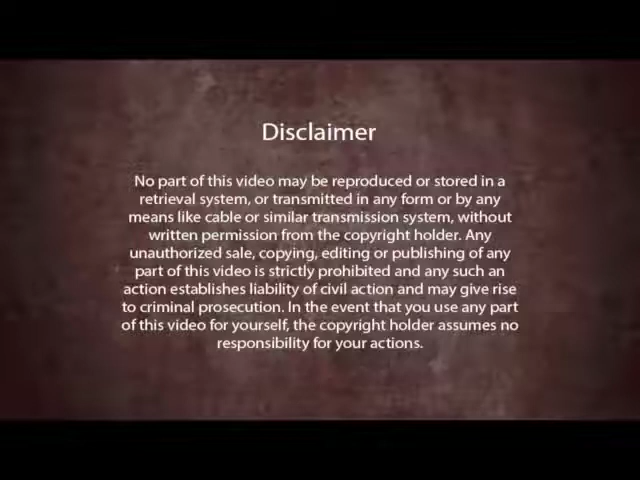 Disclaimer
No part of this video may be reproduced or stored in a
retrieval system, or transmitted in any form or by any
means like cable or similar transmission system, without
written permission from the copyright holder. Any
unauthorized sale, copying, editing or publishing of any
part of this video is strictly prohibited and any such an
action establishes liability of civil action and may give rise
to criminal prosecution. In the event that you use any part
of this video for yourself, the copyright holder assumes no
responsibility for your actions.